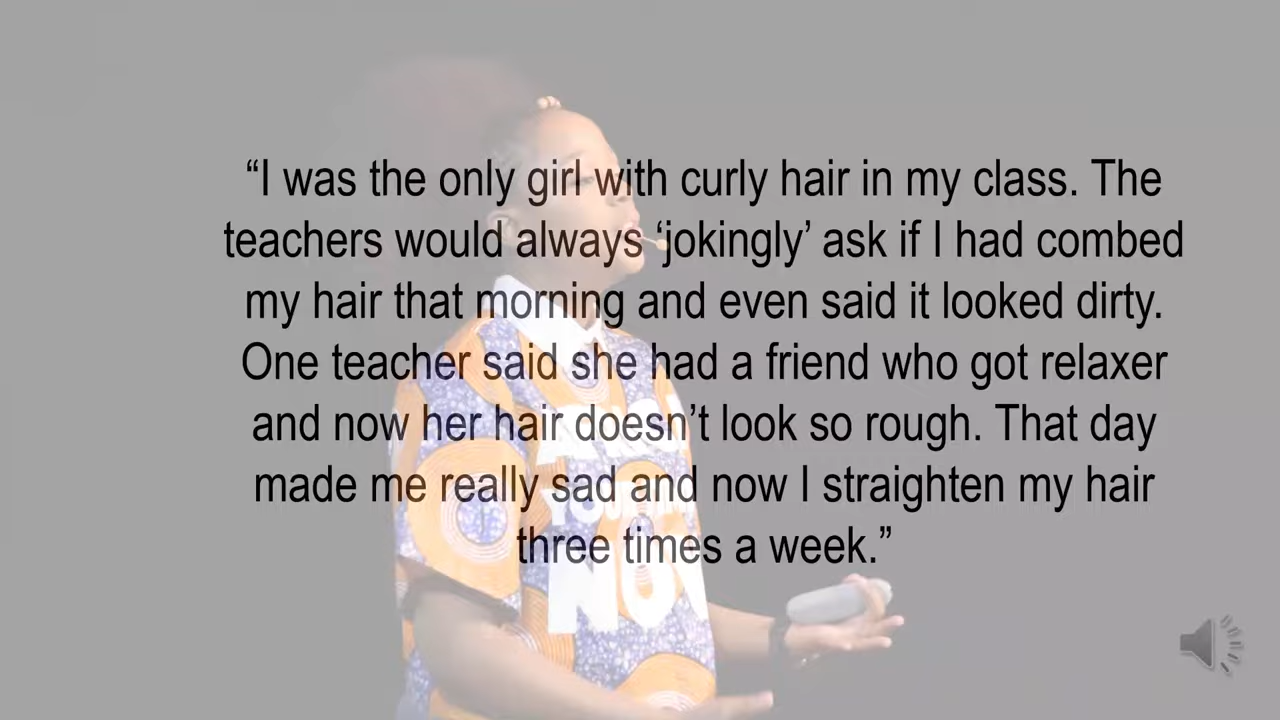 “I was the only girl with curly hair in my class. The
teachers would always ‘jokingly’ ask if I had combed
my hair that morning and even said it looked dirty.
One teacher said she had a friend who got relaxer
and now her hair doesn’t look so rough. That day
made me really sad and now I straighten my hair
three times a week.”
NOW